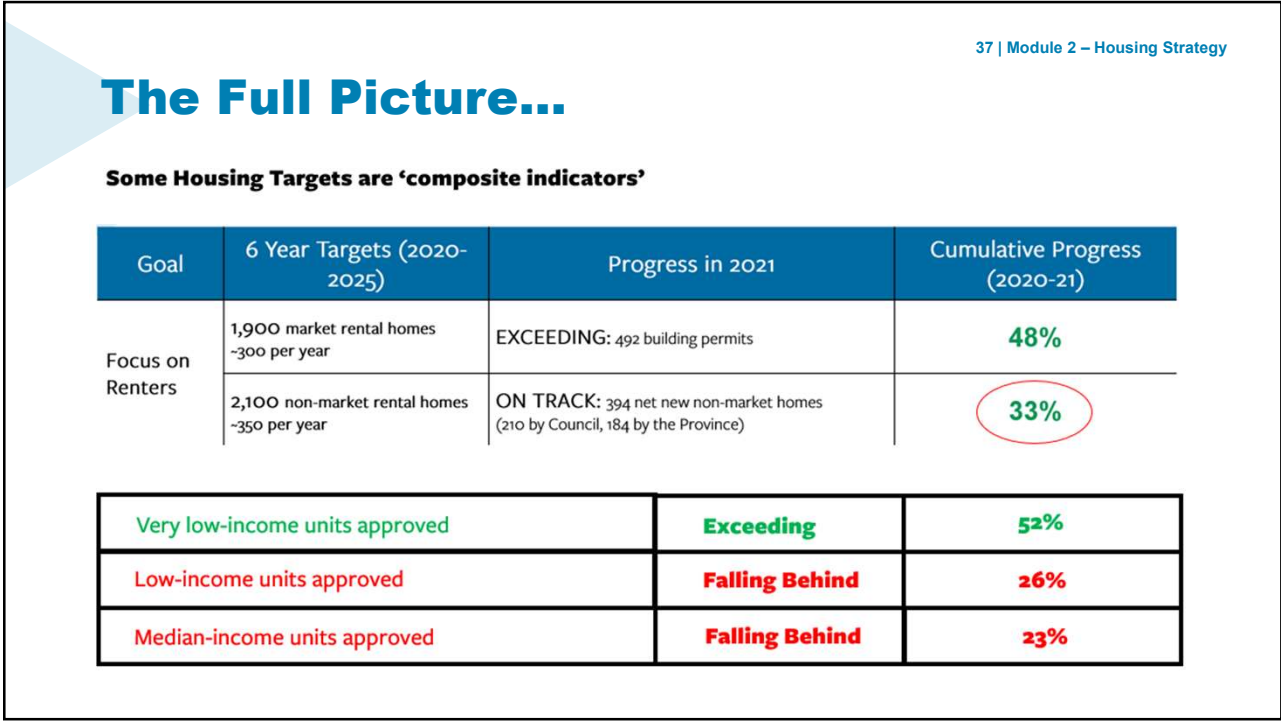 37 | Module 2 – Housing Strategy
The Full Picture...
Some Housing Targets are ‘composite indicators’
Goal
6 Year Targets (2020-
2025)
Progress in 2021
Cumulative Progress
(2020-21)
Focus on
Renters
1,900 market rental homes
~300 per year
EXCEEDING: 492 building permits
48%
2,100 non-market rental homes
~350 per year
ON TRACK: 394 net new non-market homes
(210 by Council, 184 by the Province)
33%
Very low-income units approved
Exceeding
52%
Low-income units approved
Falling Behind
26%
Median-income units approved
Falling Behind
23%